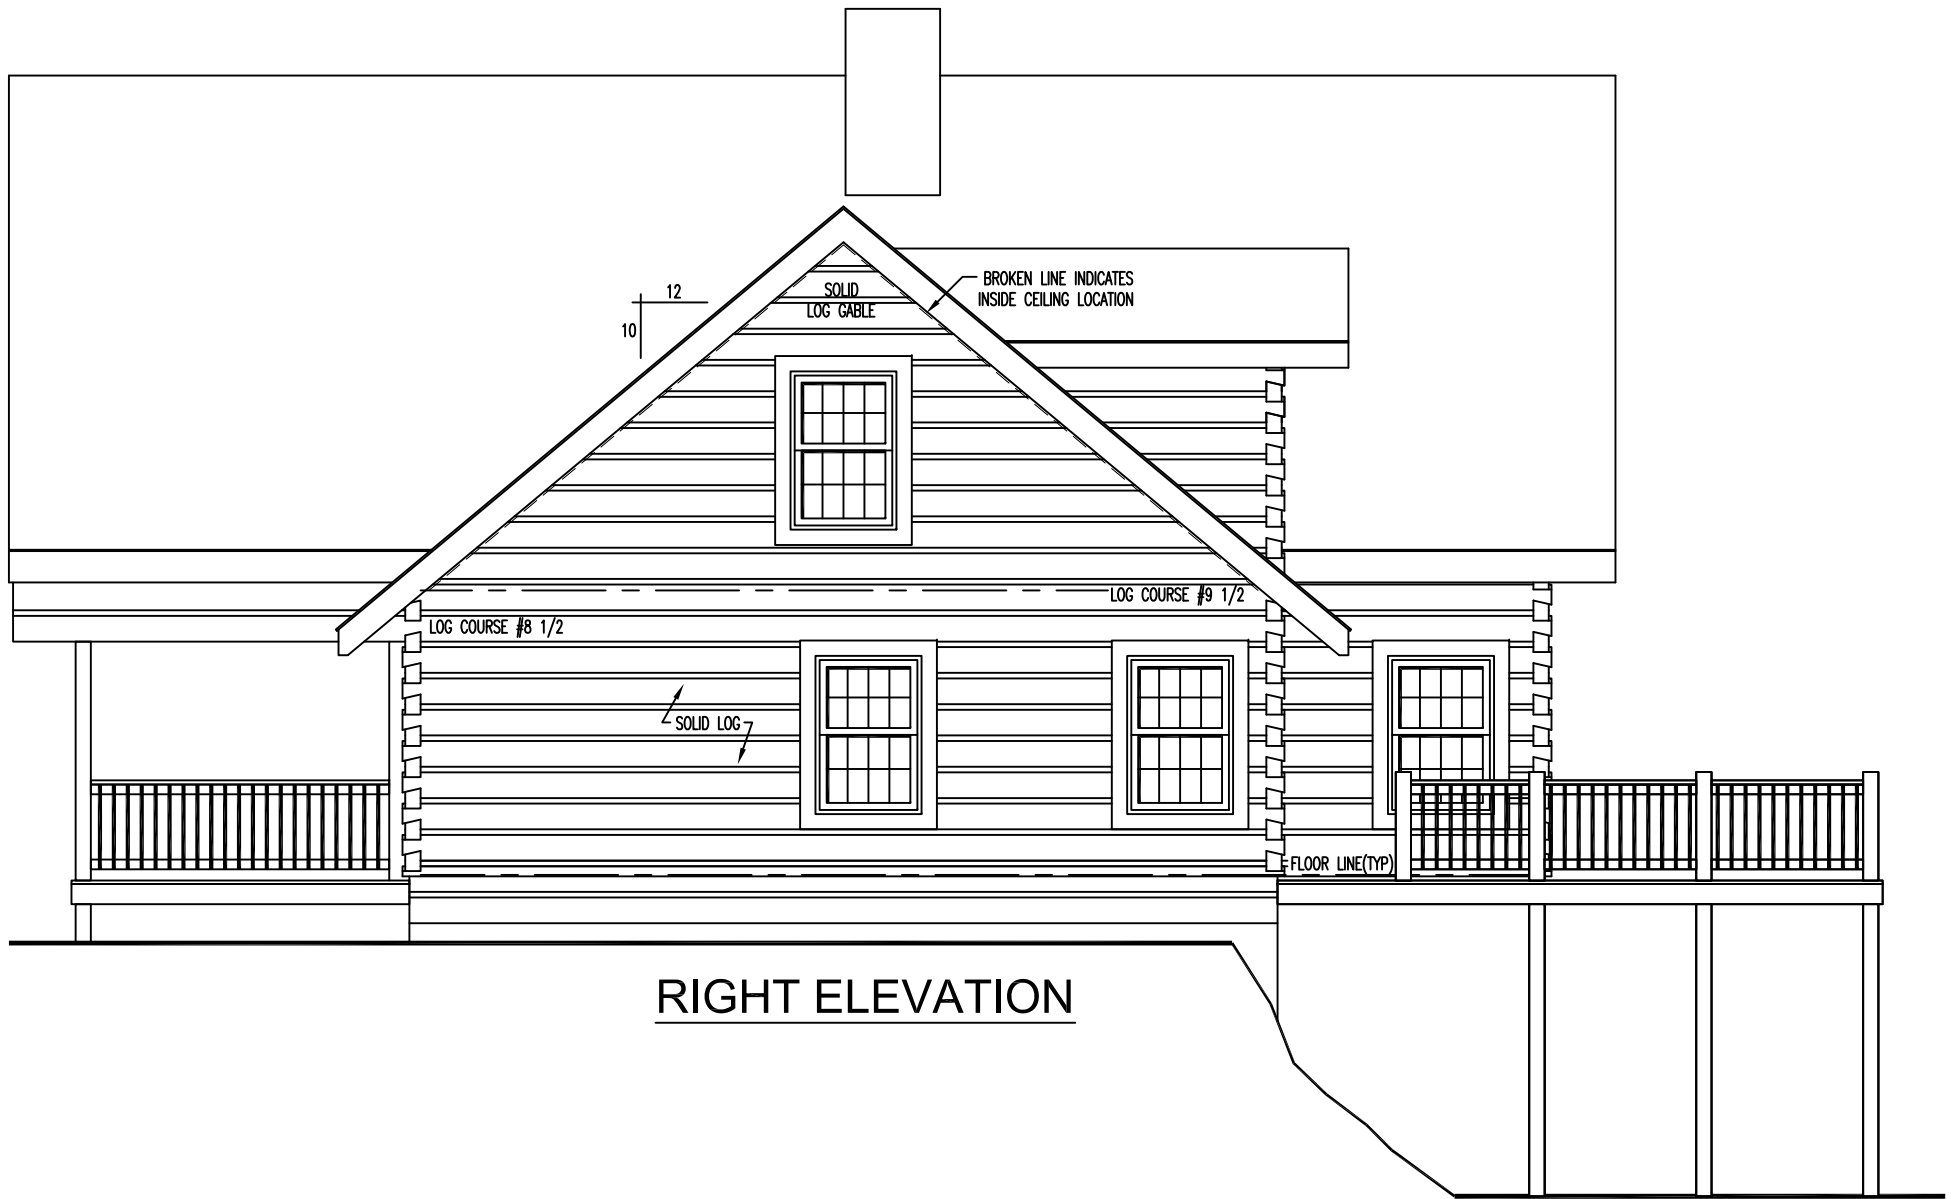 BROKEN LINE INDICATES
INSIDE CEILING LOCATION
12
10
SOLID
LOG GABLE
LOG COURSE #9 1/2
LOG COURSE #8 1/2
SOLID LOG
FLOOR LINE(TYP)
RIGHT ELEVATION